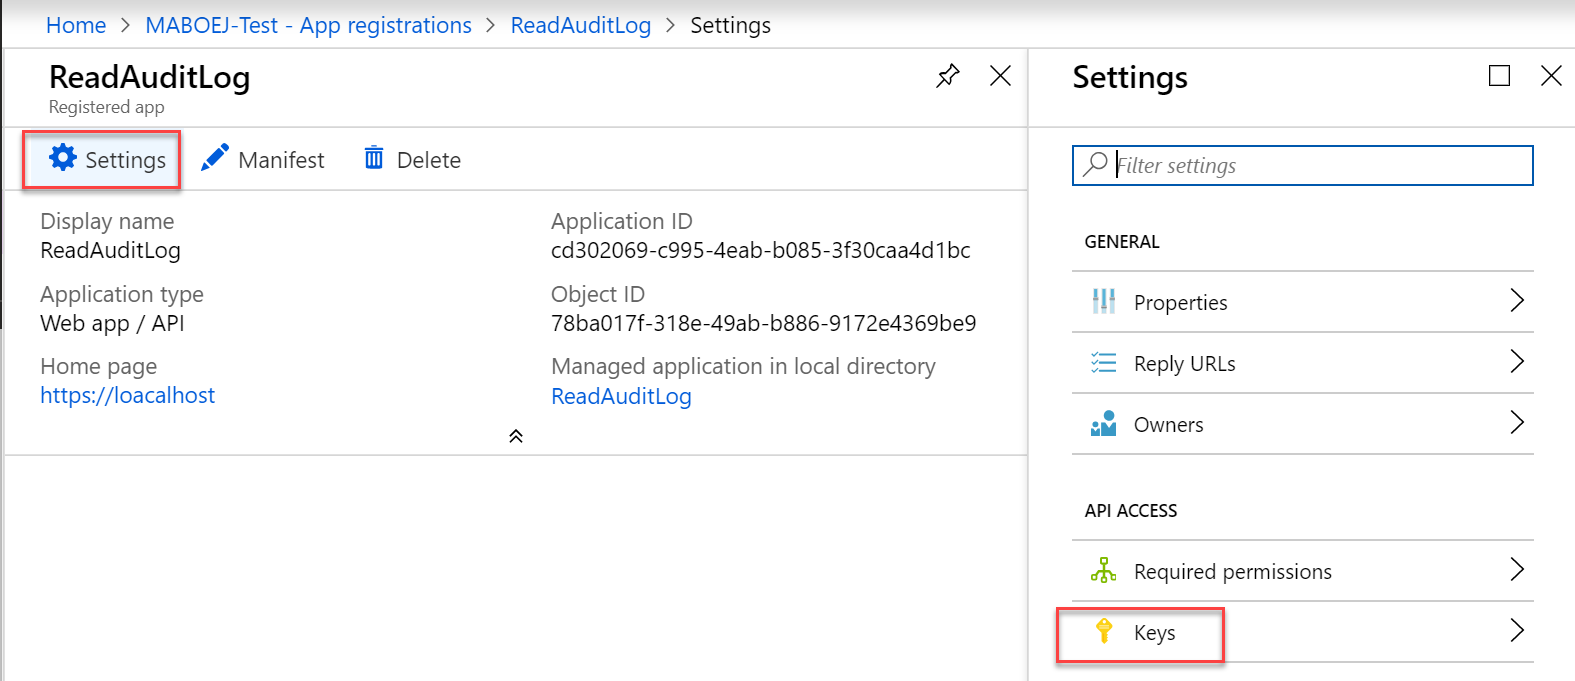 Home > MABOEJ-Test - App registrations > ReadAuditLog > Settings
ReadAuditLog
Registered app
Settings
Manifest
Delete
Display name
ReadAuditLog
Application type
Web app / API
Home page
https://loacalhost
Application ID
cd302069-c995-4eab-b085-3f30caa4d1bc
Object ID
78ba017f-318e-49ab-b886-9172e4369be9
Managed application in local directory
ReadAuditLog
Settings
Filter settings
GENERAL
Properties
Reply URLs
Owners
API ACCESS
Required permissions
Keys